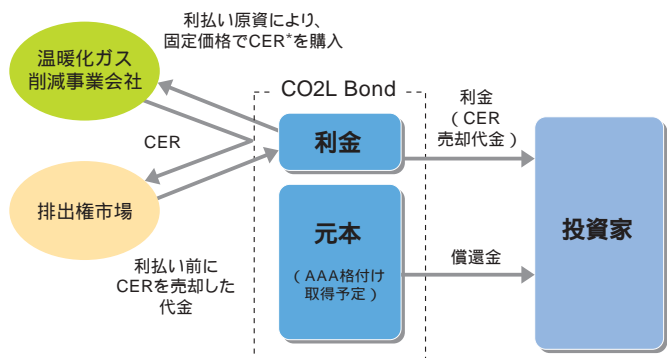 利払い原資により、
固定価格でCER*を購入
温暖化ガス
削減事業会社
CO2L Bond
利金
（CER
売却代金）
CER
利金
排出権市場
元本
（AAA格付け
取得予定）
投資家
償還金
利払い前に
CERを売却した
代金